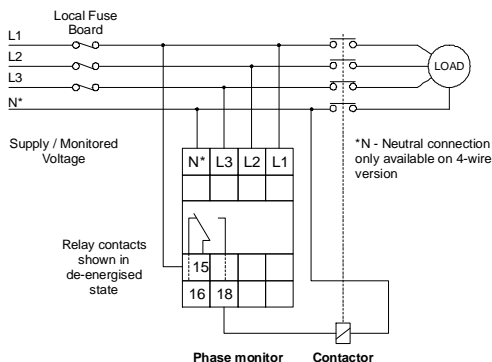 Local Fuse
Board
L1
L2
L3
N*
LOAD
Supply / Monitored
Voltage
*N - Neutral connection
only available on 4-wire
version
N* L3 L2 L1
Relay contacts
shown in
de-energised
state
15
16 18
Phase monitor Contactor